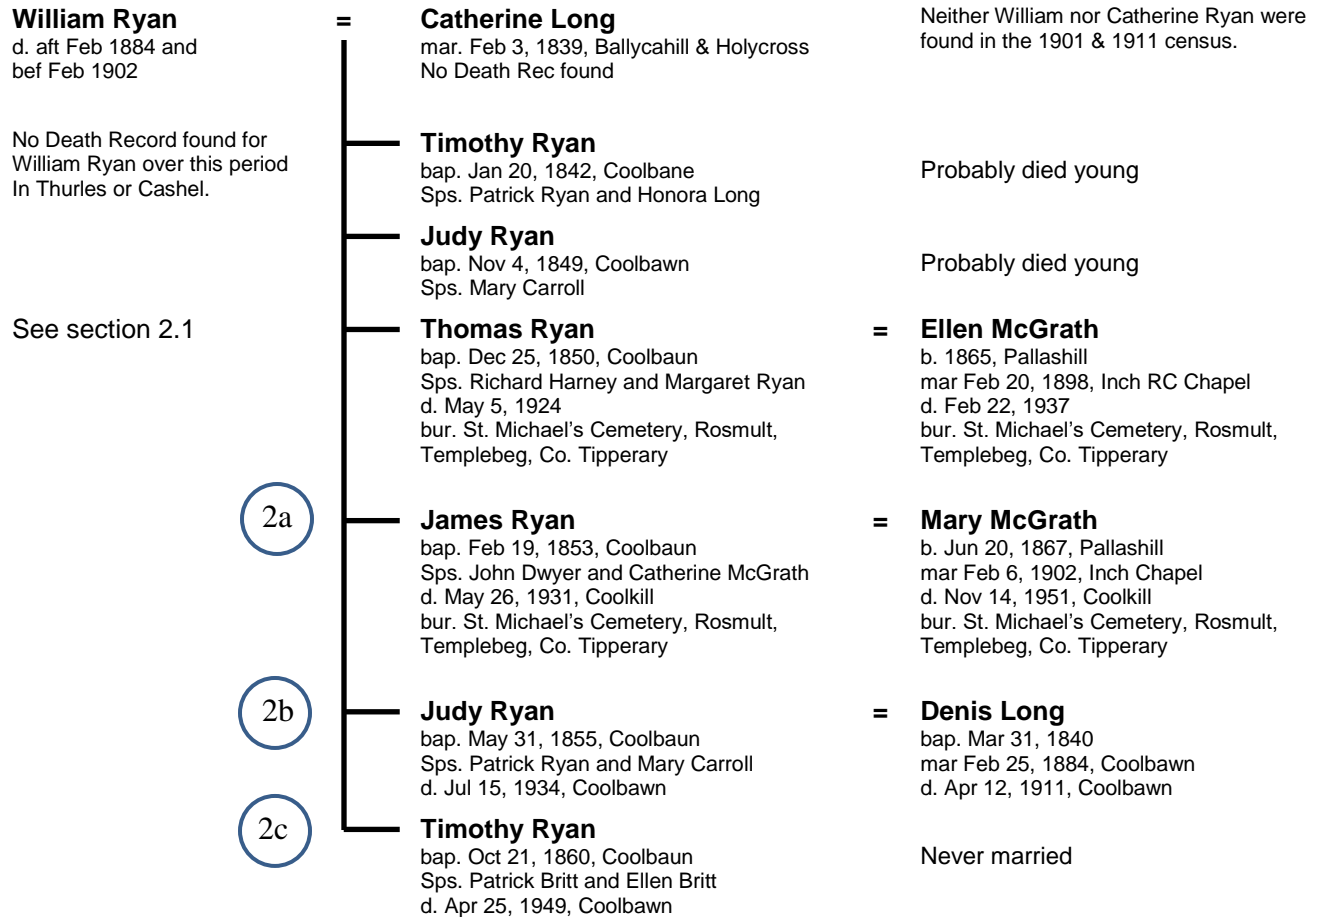 William Ryan
d. aft Feb 1884 and
bef Feb 1902
=
Catherine Long
mar. Feb 3, 1839, Ballycahill & Holycross
No Death Rec found
Neither William nor Catherine Ryan were
found in the 1901 & 1911 census.
No Death Record found for
William Ryan over this period
In Thurles or Cashel.
Timothy Ryan
bap. Jan 20, 1842, Coolbane
Sps. Patrick Ryan and Honora Long
Probably died young
Judy Ryan
bap. Nov 4, 1849, Coolbawn
Sps. Mary Carroll
Probably died young
See section 2.1
Thomas Ryan
bap. Dec 25, 1850, Coolbaun
Sps. Richard Harney and Margaret Ryan
d. May 5, 1924
bur. St. Michael's Cemetery, Rosmult,
Templebeg, Co. Tipperary
=
Ellen McGrath
b. 1865, Pallashill
mar Feb 20, 1898, Inch RC Chapel
d. Feb 22, 1937
bur. St. Michael's Cemetery, Rosmult,
Templebeg, Co. Tipperary
2a
James Ryan
bap. Feb 19, 1853, Coolbaun
Sps. John Dwyer and Catherine McGrath
d. May 26, 1931, Coolkill
bur. St. Michael's Cemetery, Rosmult,
Templebeg, Co. Tipperary
=
Mary McGrath
b. Jun 20, 1867, Pallashill
mar Feb 6, 1902, Inch Chapel
d. Nov 14, 1951, Coolkill
bur. St. Michael's Cemetery, Rosmult,
Templebeg, Co. Tipperary
2b
Judy Ryan
bap. May 31, 1855, Coolbaun
Sps. Patrick Ryan and Mary Carroll
d. Jul 15, 1934, Coolbawn
=
Denis Long
bap. Mar 31, 1840
mar Feb 25, 1884, Coolbawn
d. Apr 12, 1911, Coolbawn
2c
Timothy Ryan
bap. Oct 21, 1860, Coolbaun
Sps. Patrick Britt and Ellen Britt
d. Apr 25, 1949, Coolbawn
Never married